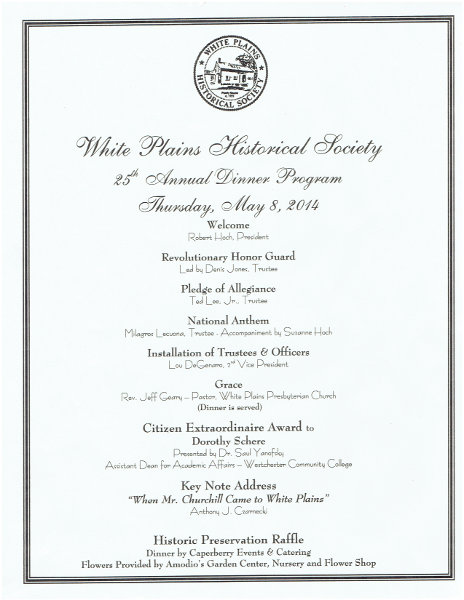 WHITE PLAINS
HISTORICAL SOCIETY
White Plains Historical Society
25th Annual Dinner Program
Thursday, May 8, 2014
Welcome
Robert Hoch, President
Revolutionary Honor Guard
Led by Denis Jones, Trustee
Pledge of Allegiance
Ted Lee, Jr., Trustee
National Anthem
Milagros Lecuona, Trustee - Accompaniment by Susanne Hoch
Installation of Trustees & Officers
Lou DeGenaro, 2nd Vice President
Grace
Rev. Jeff Geary – Pastor, White Plains Presbyterian Church
(Dinner is served)
Citizen Extraordinaire Award to
Dorothy Schere
Presented by Dr. Saul Yanofsky
Assistant Dean for Academic Affairs – Westchester Community College
Key Note Address
"When Mr. Churchill Came to White Plains"
Anthony J. Czarnecki
Historic Preservation Raffle
Dinner by Caperberry Events & Catering
Flowers Provided by Amodio's Garden Center, Nursery and Flower Shop